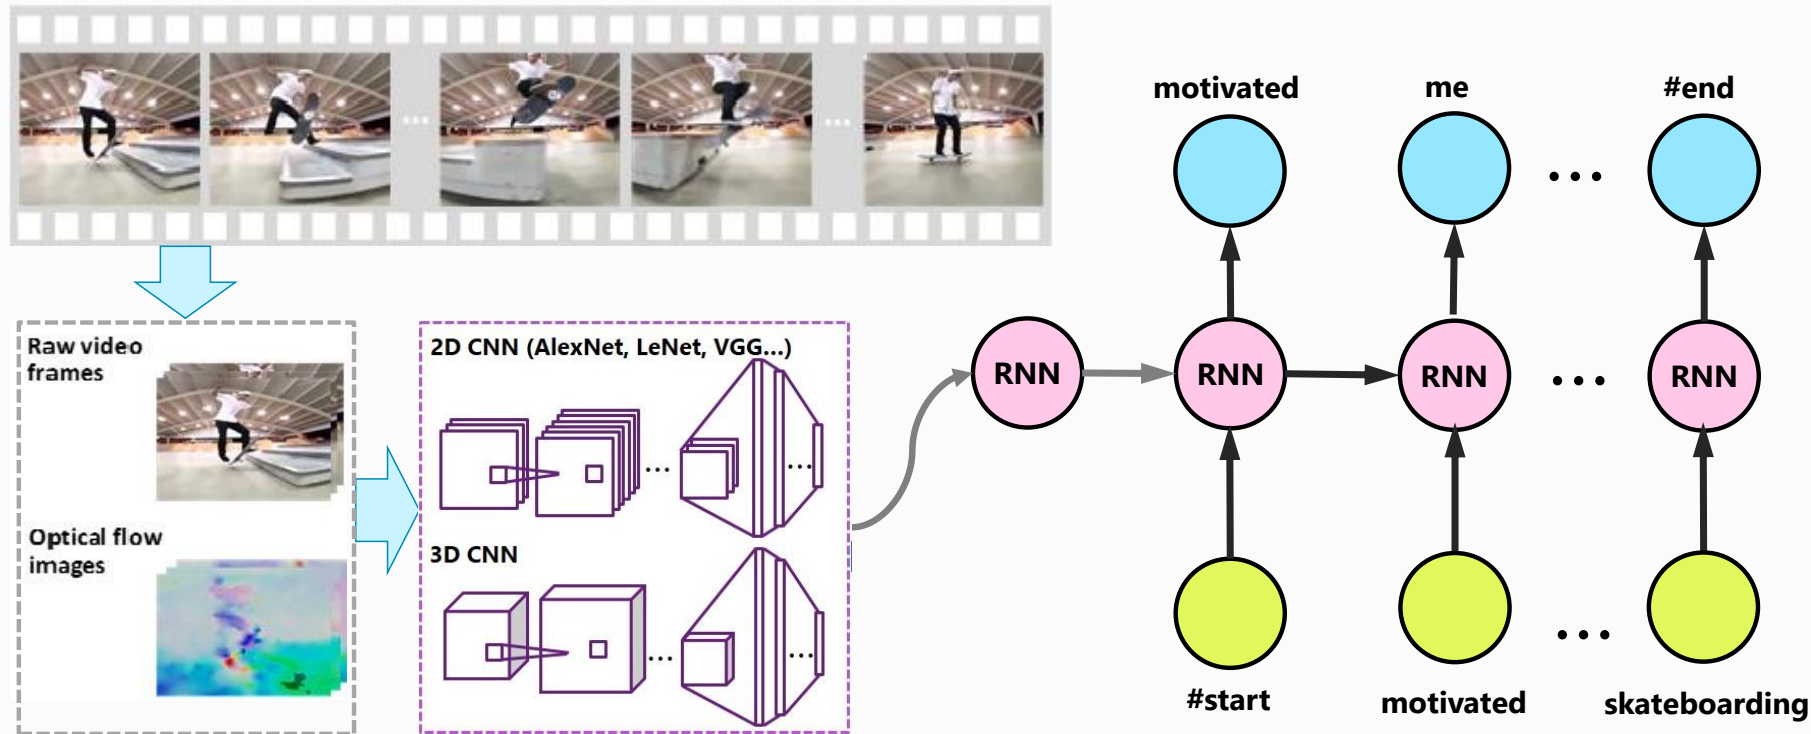 motivated
me
#end
Raw video
frames
2D CNN (AlexNet, LeNet, VGG...)
RNN
RNN
RNN
...
RNN
...
...
Optical flow
images
3D CNN
...
...
#start
motivated
...
skateboarding